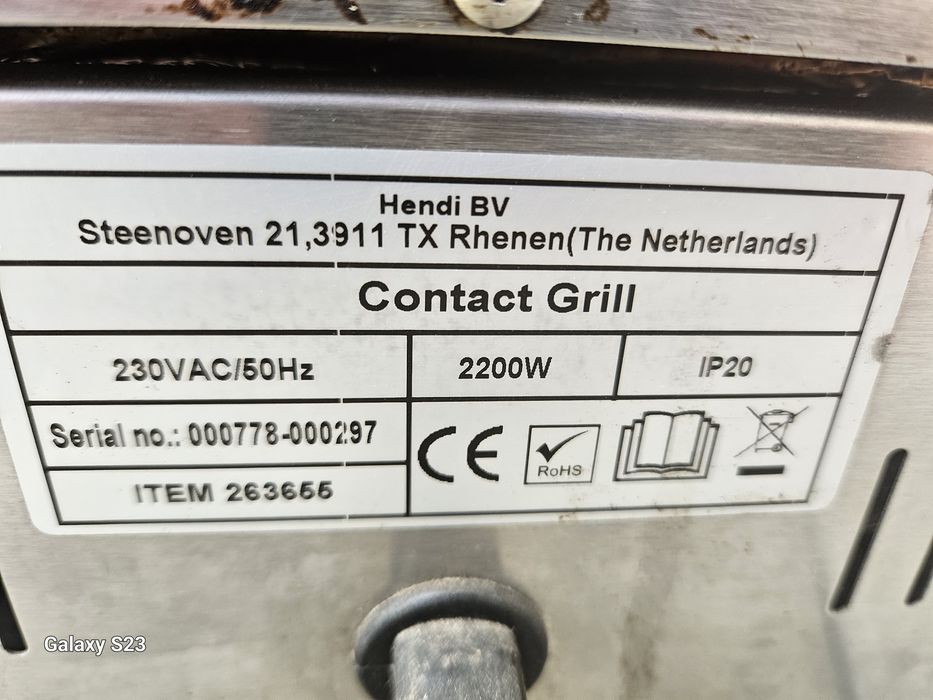 Hendi BV
Steenoven 21,3911 TX Rhenen(The Netherlands)
Contact Grill
230VAC/50Hz
2200W
IP20
Serial no.: 000778-000297
CE
RoHS
ITEM 263655
Galaxy S23